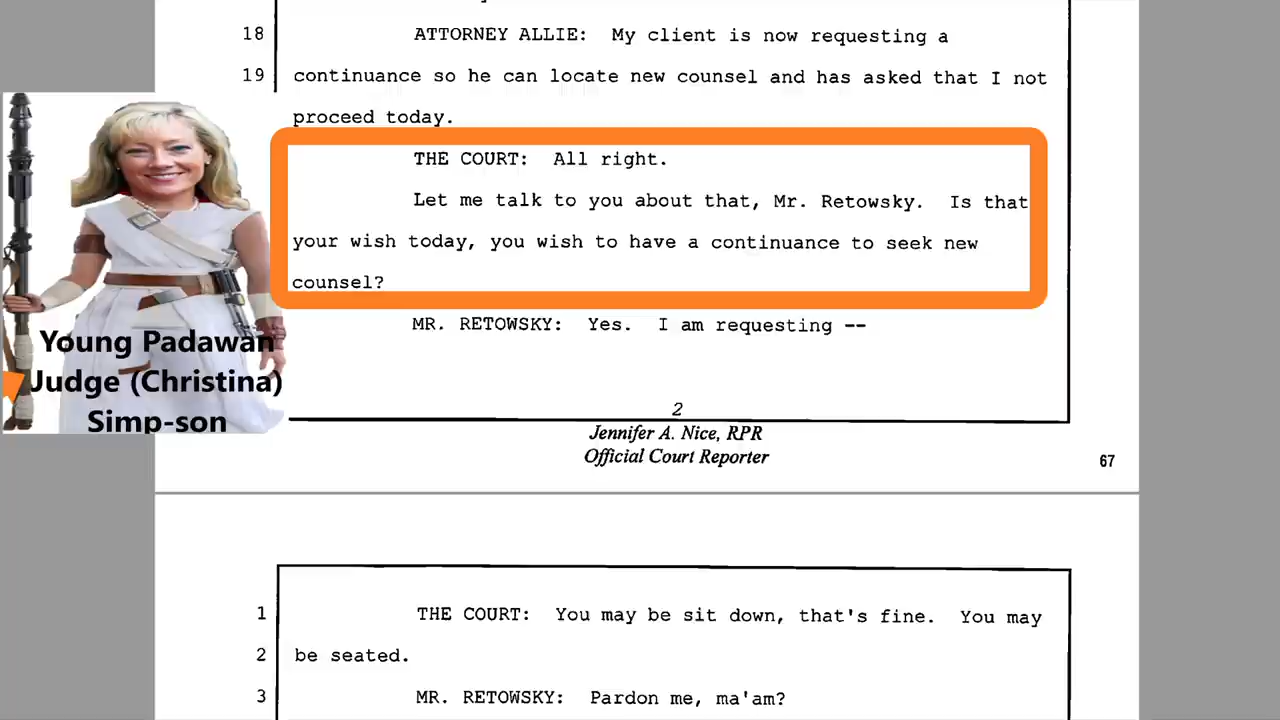 18 ATTORNEY ALLIE: My client is now requesting a
19 continuance so he can locate new counsel and has asked that I not
proceed today.
THE COURT: All right.
Let me talk to you about that, Mr. Retowsky. Is that
your wish today, you wish to have a continuance to seek new
counsel?
MR. RETOWSKY: Yes. I am requesting --
Young Padawan
Judge (Christina)
Simp-son
2
Jennifer A. Nice, RPR
Official Court Reporter
67
1 THE COURT: You may be sit down, that's fine. You may
2 be seated.
3 MR. RETOWSKY: Pardon me, ma'am?